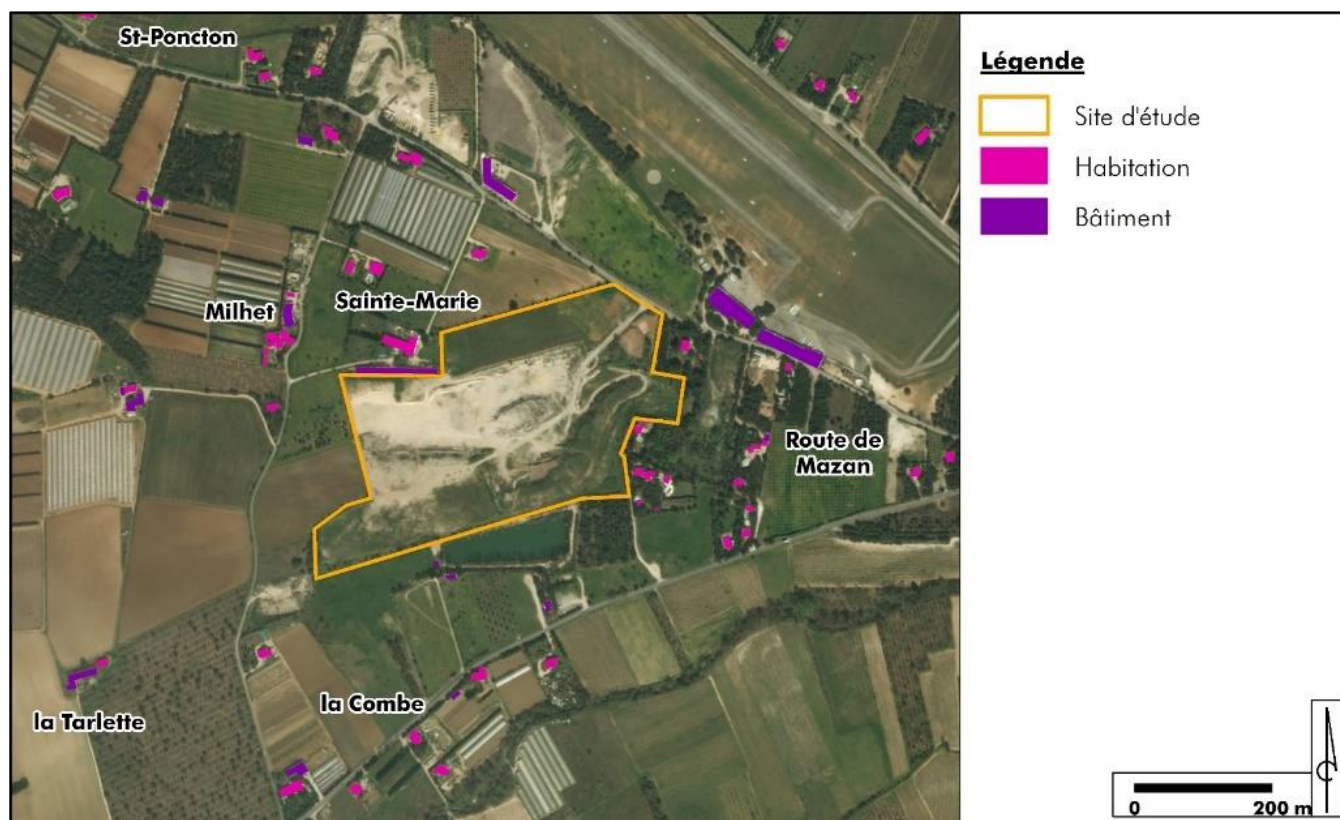 St-Poncton
Milhet
Sainte-Marie
Route de
Mazan
la Combe
la Tarlette
Légende
Site d'étude
Habitation
Bâtiment
0
200 m